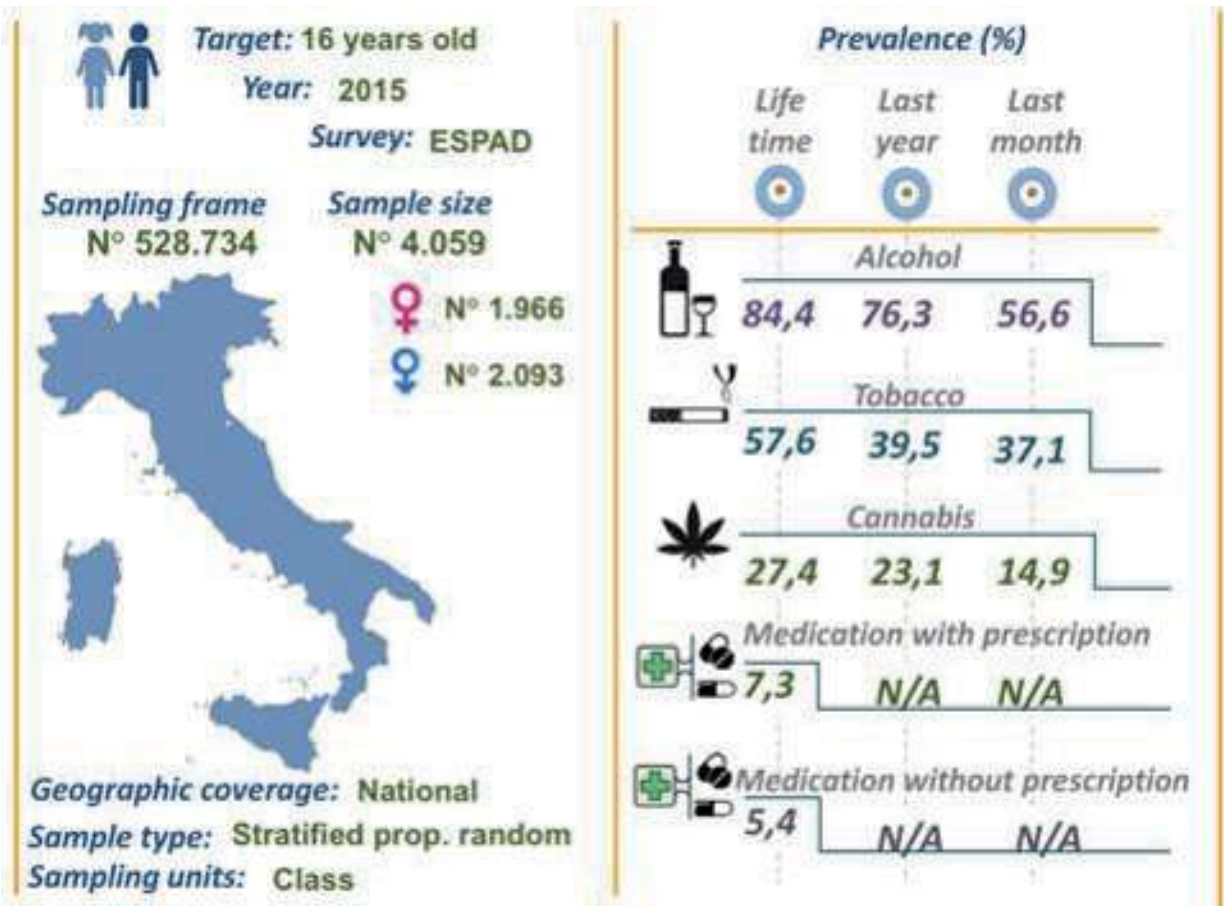 Target: 16 years old
Year: 2015
Survey: ESPAD
Sampling frame
N° 528.734
Sample size
N° 4.059
N° 1.966
N° 2.093
Geographic coverage: National
Sample type: Stratified prop. random
Sampling units: Class
Prevalence (%)
Life time
Last year
Last month
Alcohol
84,4 76,3 56,6
Tobacco
57,6 39,5 37,1
Cannabis
27,4 23,1 14,9
Medication with prescription
7,3 N/A N/A
Medication without prescription
5,4 N/A N/A